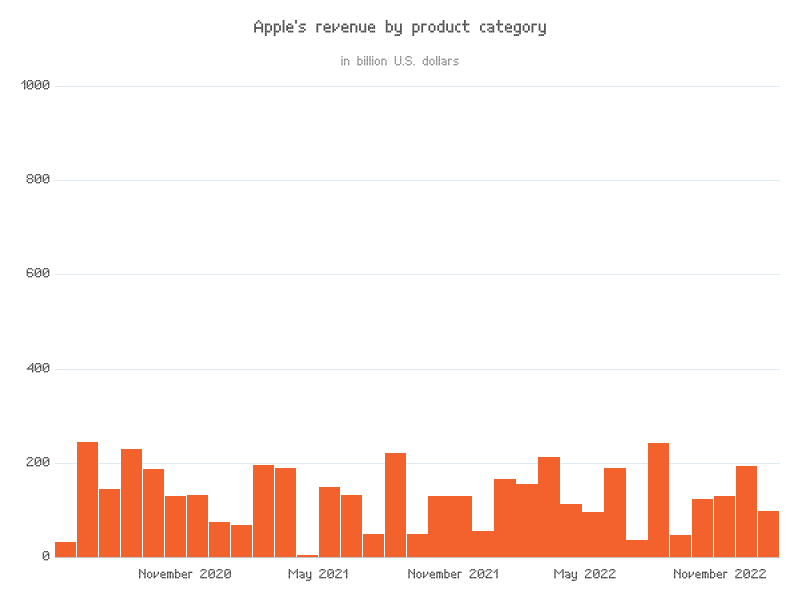 Apple's revenue by product category
in billion U.S. dollars
1000
800
600
400
200
0
November 2020 May 2021 November 2021 May 2022 November 2022